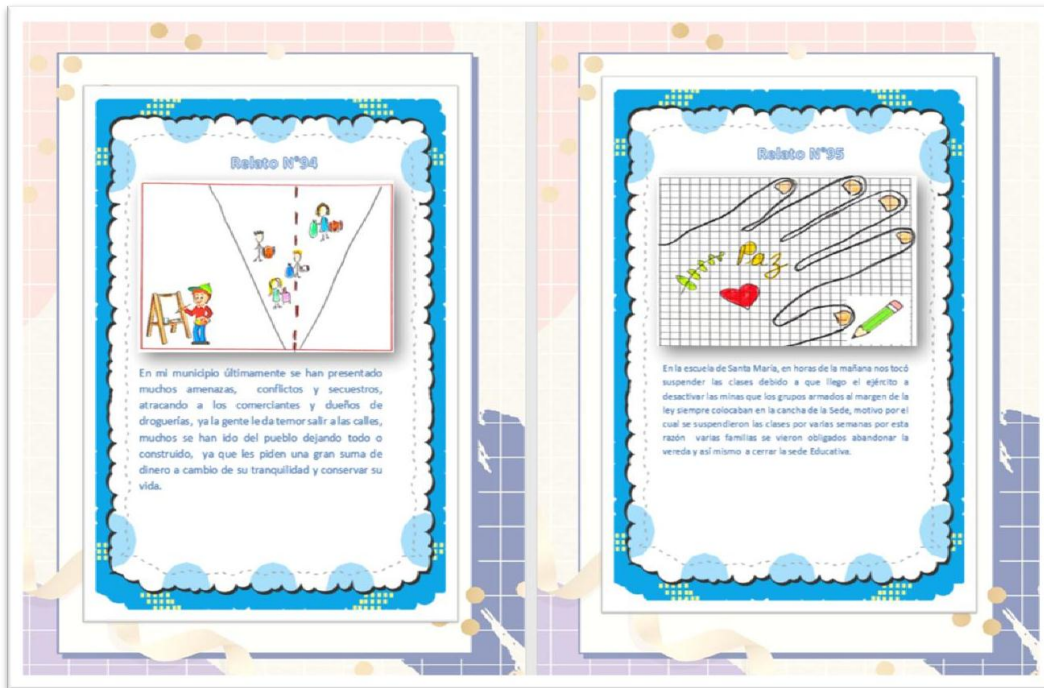 Relato N°94
En mi municipio últimamente se han presentado
muchos amenazas, conflictos y secuestros,
atracando a los comerciantes y dueños de
droguerías, ya la gente le da temor salir a las calles,
muchos se han ido del pueblo dejando todo o
construido, ya que les piden una gran suma de
dinero a cambio de su tranquilidad y conservar su
vida.
Relato N°95
Paz
En la escuela de Santa María, en horas de la mañana nos tocó
suspender las clases debido a que llego el ejército a
desactivar las minas que los grupos armados al margen de la
ley siempre colocaban en la cancha de la Sede, motivo por el
cual se suspendieron las clases por varias semanas por esta
razón varias familias se vieron obligados abandonar la
vereda y así mismo a cerrar la sede Educativa.